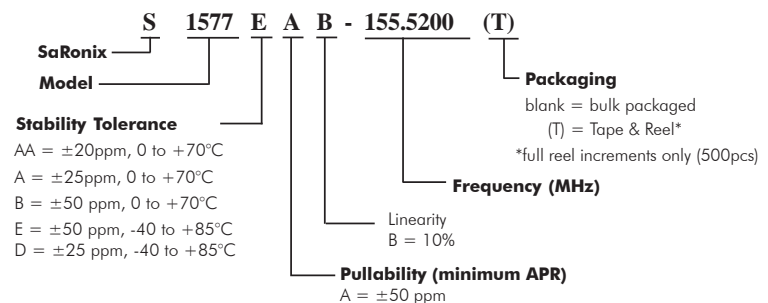 S 1577 E A B - 155.5200 (T)
SaRonix
Model
Stability Tolerance
AA = ±20ppm, 0 to +70°C
A = ±25ppm, 0 to +70°C
B = ±50 ppm, 0 to +70°C
E = ±50 ppm, -40 to +85°C
D = ±25 ppm, -40 to +85°C
Packaging
blank = bulk packaged
(T) = Tape & Reel*
*full reel increments only (500pcs)
Frequency (MHz)
Linearity
B = 10%
Pullability (minimum APR)
A = ±50 ppm